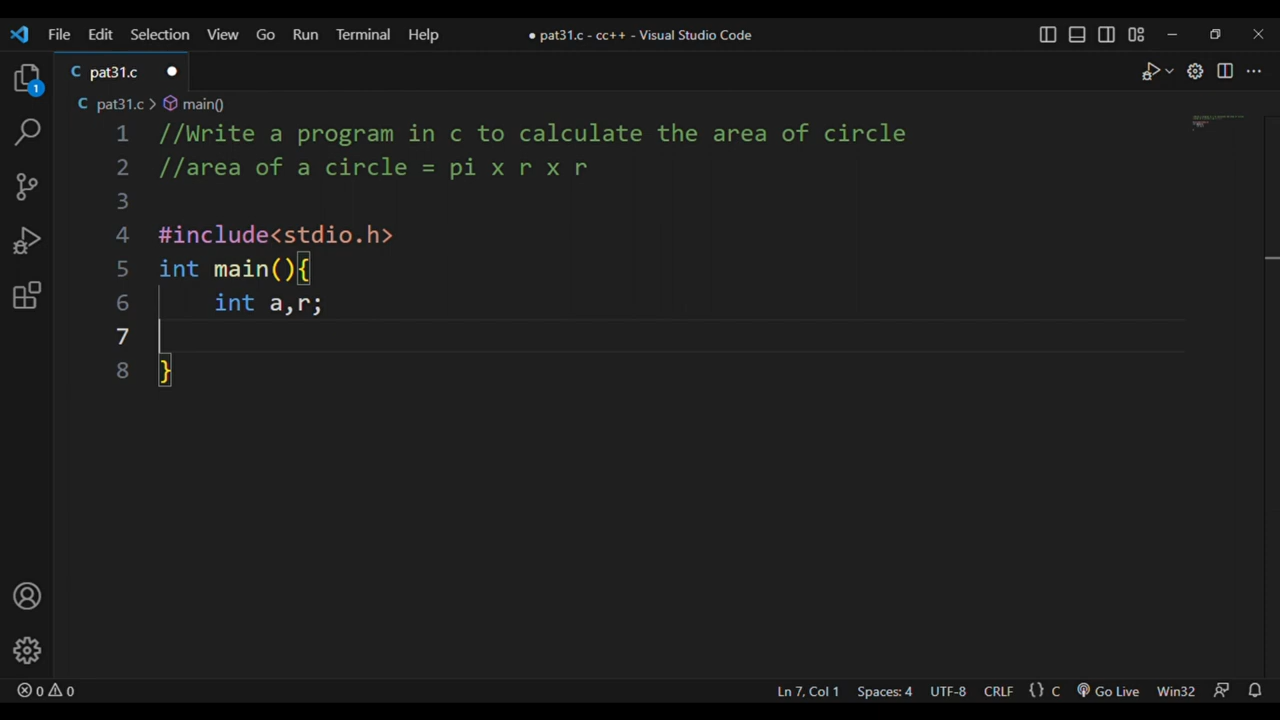 File Edit Selection View Go Run Terminal Help ● pat31.c - cc++ - Visual Studio Code
C pat31.c ●
C pat31.c > main()
1 //Write a program in c to calculate the area of circle
2 //area of a circle = pi x r x r
3
4 #include<stdio.h>
5 int main(){
6 int a,r;
7
8 }
1
0 0 Ln 7, Col 1 Spaces: 4 UTF-8 CRLF {} C Go Live Win32